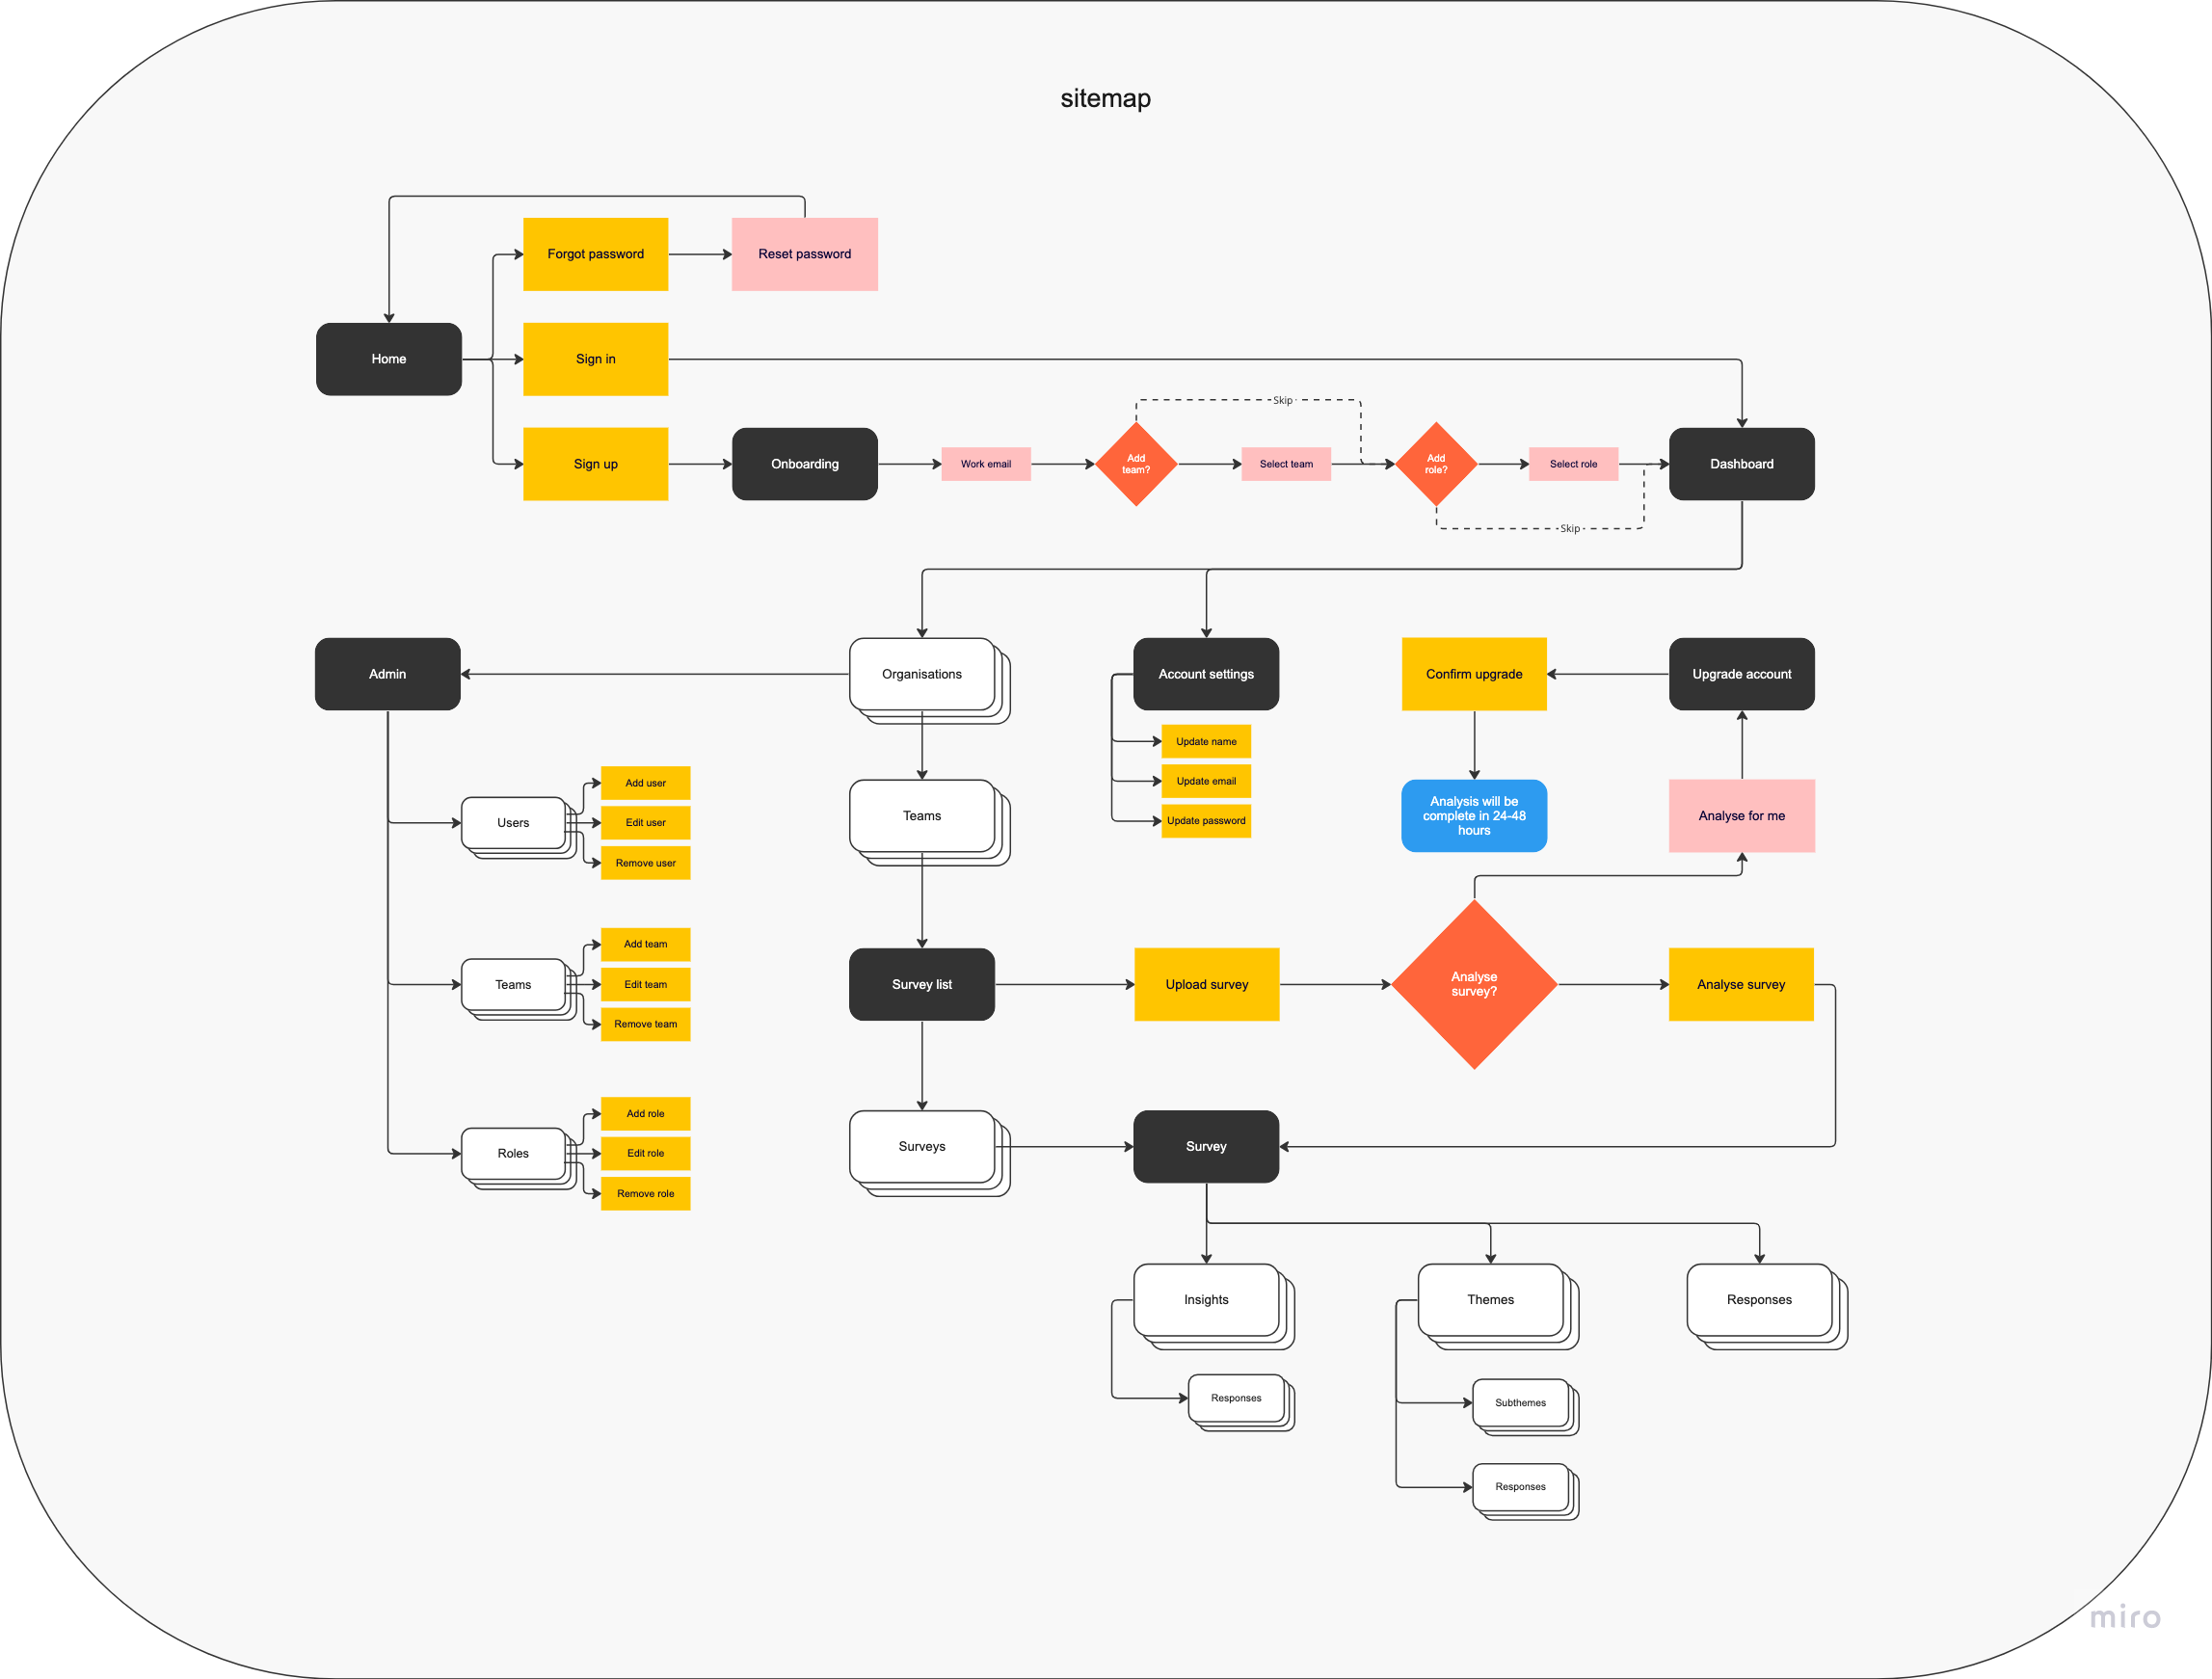 sitemap
Forgot password
Reset password
Home
Sign in
Skip
Sign up
Onboarding
Work email
Add
team?
Select team
Add
role?
Select role
Dashboard
Skip
Admin
Organisations
Account settings
Confirm upgrade
Upgrade account
Update name
Update email
Update password
Add user
Users
Edit user
Remove user
Teams
Analysis will be
complete in 24-48
hours
Analyse for me
Add team
Teams
Edit team
Remove team
Survey list
Upload survey
Analyse
survey?
Analyse survey
Add role
Roles
Edit role
Remove role
Surveys
Survey
Insights
Themes
Responses
Responses
Subthemes
Responses
miro